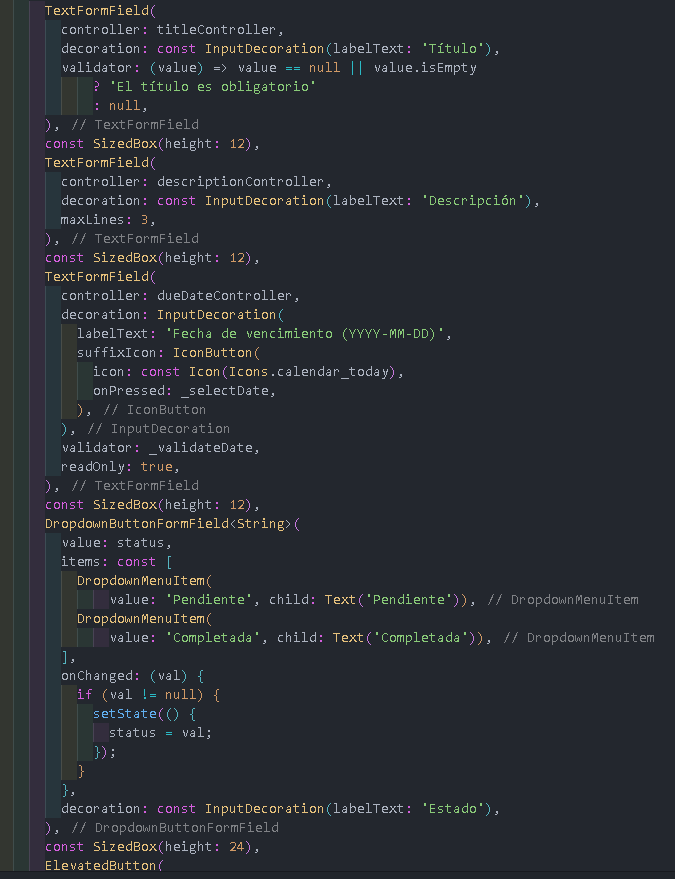 TextFormField(
controller: titleController,
decoration: const InputDecoration(labelText: 'Título'),
validator: (value) => value == null || value.isEmpty
? 'El título es obligatorio'
: null,
), // TextFormField
const SizedBox(height: 12),
TextFormField(
controller: descriptionController,
decoration: const InputDecoration(labelText: 'Descripción'),
maxLines: 3,
), // TextFormField
const SizedBox(height: 12),
TextFormField(
controller: dueDateController,
decoration: InputDecoration(
labelText: 'Fecha de vencimiento (YYYY-MM-DD)',
suffixIcon: IconButton(
icon: const Icon(Icons.calendar_today),
onPressed: _selectDate,
), // IconButton
), // InputDecoration
validator: _validateDate,
readOnly: true,
), // TextFormField
const SizedBox(height: 12),
DropdownButtonFormField<String>(
value: status,
items: const [
DropdownMenuItem(
value: 'Pendiente', child: Text('Pendiente')), // DropdownMenuItem
DropdownMenuItem(
value: 'Completada', child: Text('Completada')), // DropdownMenuItem
],
onChanged: (val) {
if (val != null) {
setState(() {
status = val;
});
}
},
decoration: const InputDecoration(labelText: 'Estado'),
), // DropdownButtonFormField
const SizedBox(height: 24),
ElevatedButton(